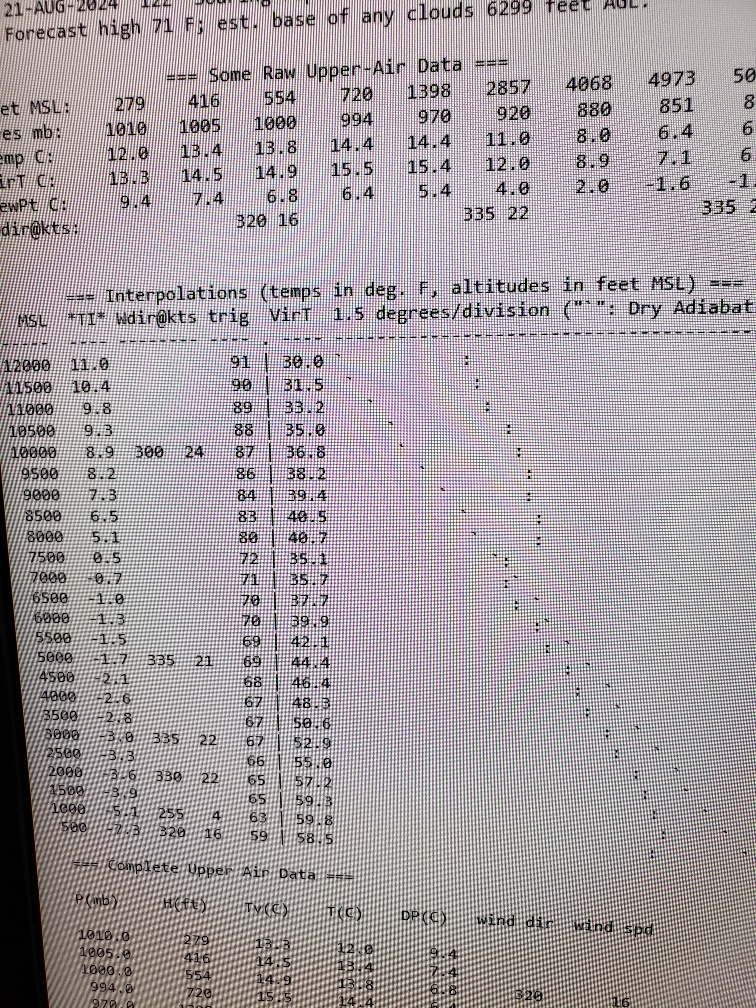 21-AUG-2024 12Z
Forecast high 71 F; est. base of any clouds 6299 feet AGL.
=== Some Raw Upper-Air Data ===
et MSL: 279 416 554 720 1398 2857 4068 4973 50
es mb: 1010 1005 1000 994 970 920 880 851 8
emp C: 12.0 13.4 13.8 14.4 14.4 11.0 8.0 6.4 6
irT C: 13.3 14.5 14.9 15.5 15.4 12.0 8.9 7.1 6
ewPt C: 9.4 7.4 6.8 6.4 5.4 4.0 2.0 -1.6 -1.
dir@kts: 320 16 335 22 335 2
=== Interpolations (temps in deg. F, altitudes in feet MSL) ===
MSL *TI* Wdir@kts trig VirT 1.5 degrees/division ("`": Dry Adiabat
----- ---- -------- ---- . ---- ----------------------------------------
12000 11.0 91 | 30.0 ` :
11500 10.4 90 | 31.5 ` :
11000 9.8 89 | 33.2 ` :
10500 9.3 88 | 35.0 ` :
10000 8.9 300 24 87 | 36.8 ` :
9500 8.2 86 | 38.2 ` :
9000 7.3 84 | 39.4 ` :
8500 6.5 83 | 40.5 ` :
8000 5.1 80 | 40.7 ` :
7500 0.5 72 | 35.1 ` :
7000 -0.7 71 | 35.7 : `
6500 -1.0 70 | 37.7 : `
6000 -1.3 70 | 39.9 : `
5500 -1.5 69 | 42.1 : `
5000 -1.7 335 21 69 | 44.4 : `
4500 -2.1 68 | 46.4 : `
4000 -2.6 67 | 48.3 : `
3500 -2.8 67 | 50.6 : `
3000 -3.0 335 22 67 | 52.9 : `
2500 -3.3 66 | 55.0 : `
2000 -3.6 330 22 65 | 57.2 : `
1500 -3.9 65 | 59.3 : `
1000 -5.1 255 4 63 | 59.8 : `
500 -7.3 320 16 59 | 58.5 :
=== Complete Upper Air Data ===
P(mb) H(ft) Tv(C) T(C) DP(C) wind dir wind spd
1010.0 279 13.3 12.0 9.4
1005.0 416 14.5 13.4 7.4
1000.0 554 14.9 13.8 6.8 320 16
994.0 720 15.5 14.4 6.4
970.0